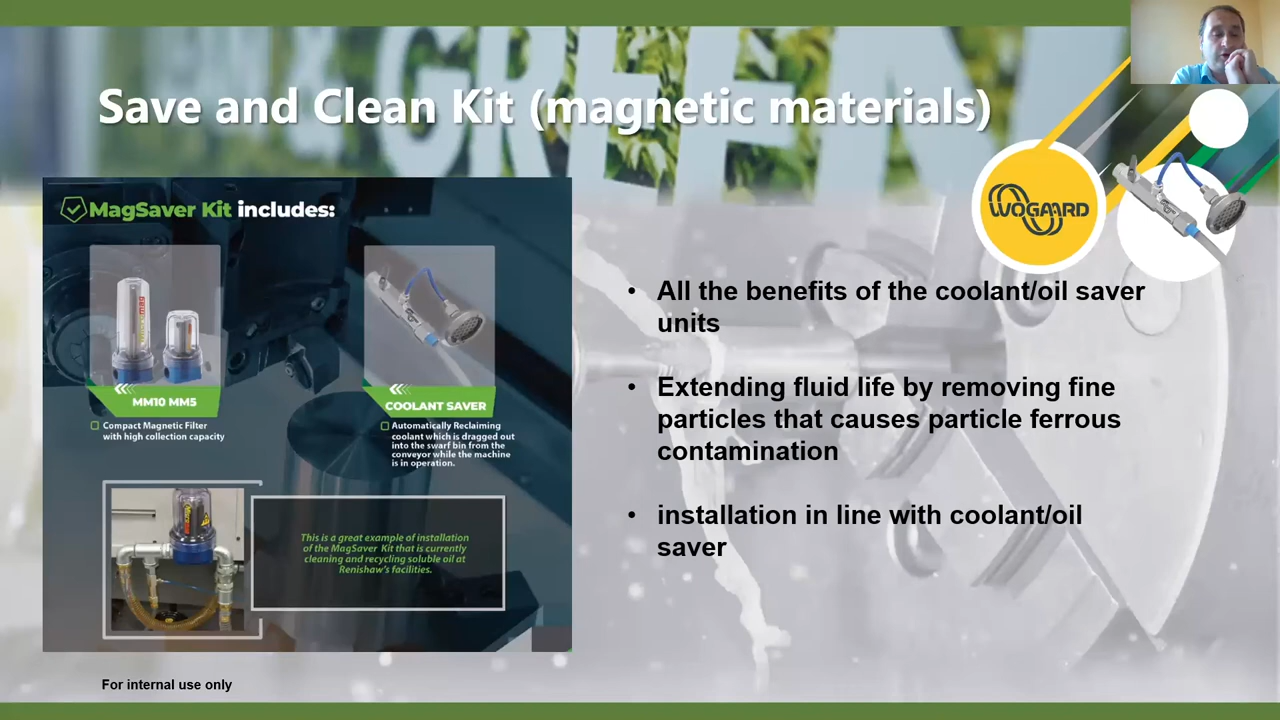 & GREEN
Save and Clean Kit (magnetic materials)
WOGAARD
MagSaver Kit includes:
MM10 MM5
Compact Magnetic Filter
with high collection capacity
COOLANT SAVER
Automatically Reclaiming
coolant which is dragged out
into the swarf bin from the
conveyor while the machine
is in operation.
This is a great example of installation
of the MagSaver Kit that is currently
cleaning and recycling soluble oil at
Renishaw's facilities.
• All the benefits of the coolant/oil saver
units
• Extending fluid life by removing fine
particles that causes particle ferrous
contamination
• installation in line with coolant/oil
saver
For internal use only